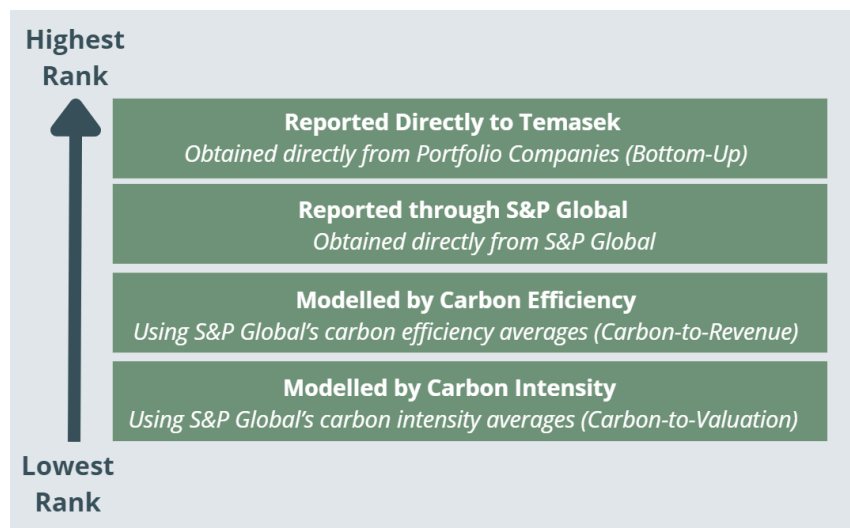 Highest
Rank
Reported Directly to Temasek
Obtained directly from Portfolio Companies (Bottom-Up)
Reported through S&P Global
Obtained directly from S&P Global
Modelled by Carbon Efficiency
Using S&P Global's carbon efficiency averages (Carbon-to-Revenue)
Modelled by Carbon Intensity
Using S&P Global's carbon intensity averages (Carbon-to-Valuation)
Lowest
Rank